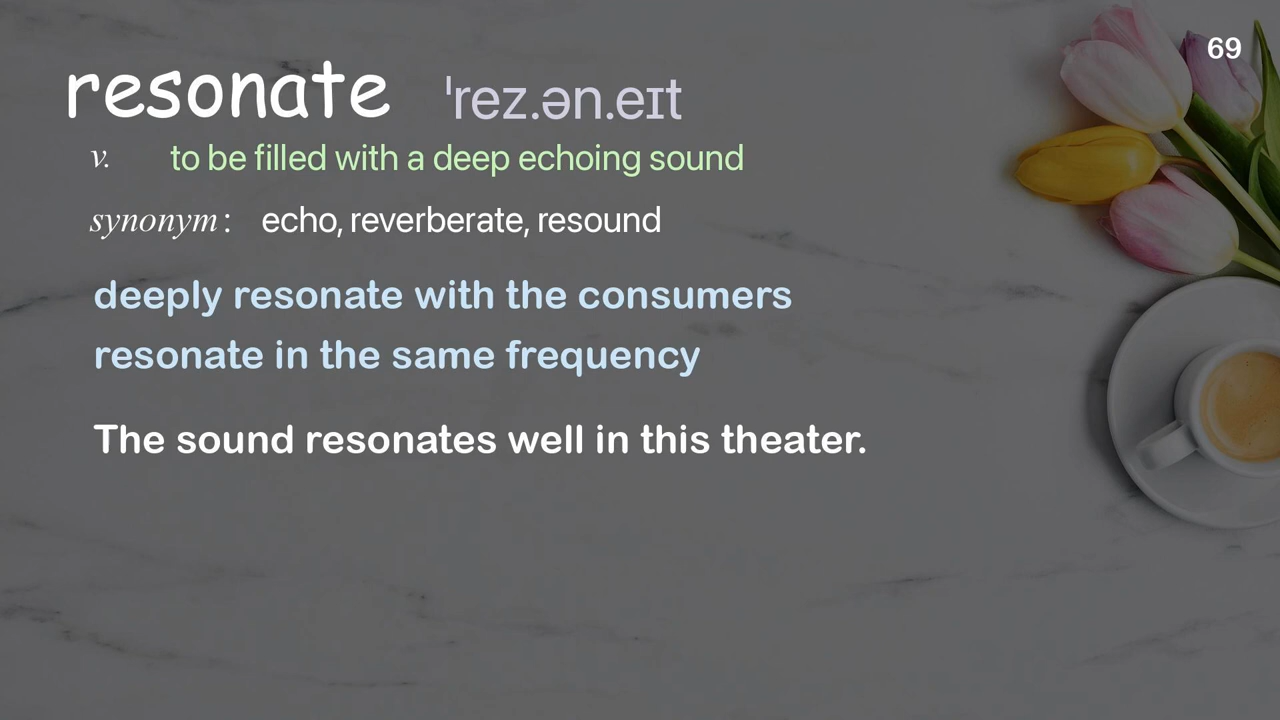 69
resonate ˈrez.ən.eɪt
v. to be filled with a deep echoing sound
synonym: echo, reverberate, resound
deeply resonate with the consumers
resonate in the same frequency
The sound resonates well in this theater.